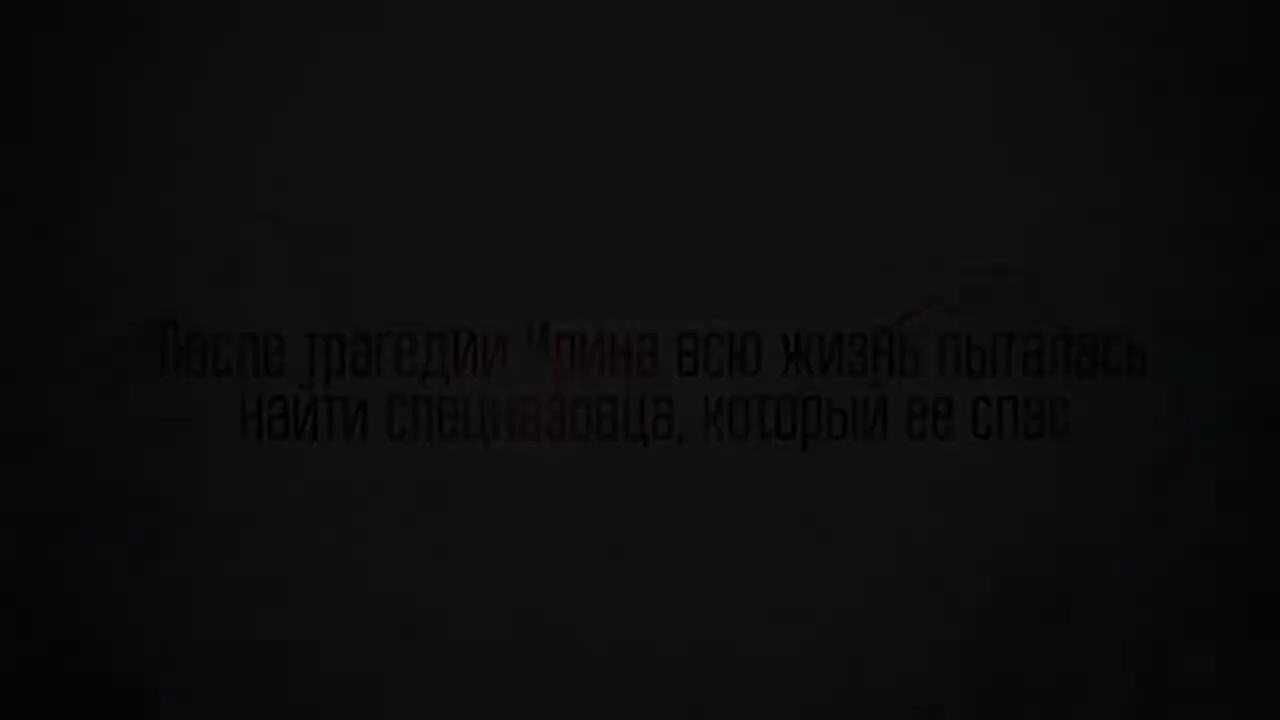 После трагедии Ирина всю жизнь пыталась
найти спецназовца, который ее спас